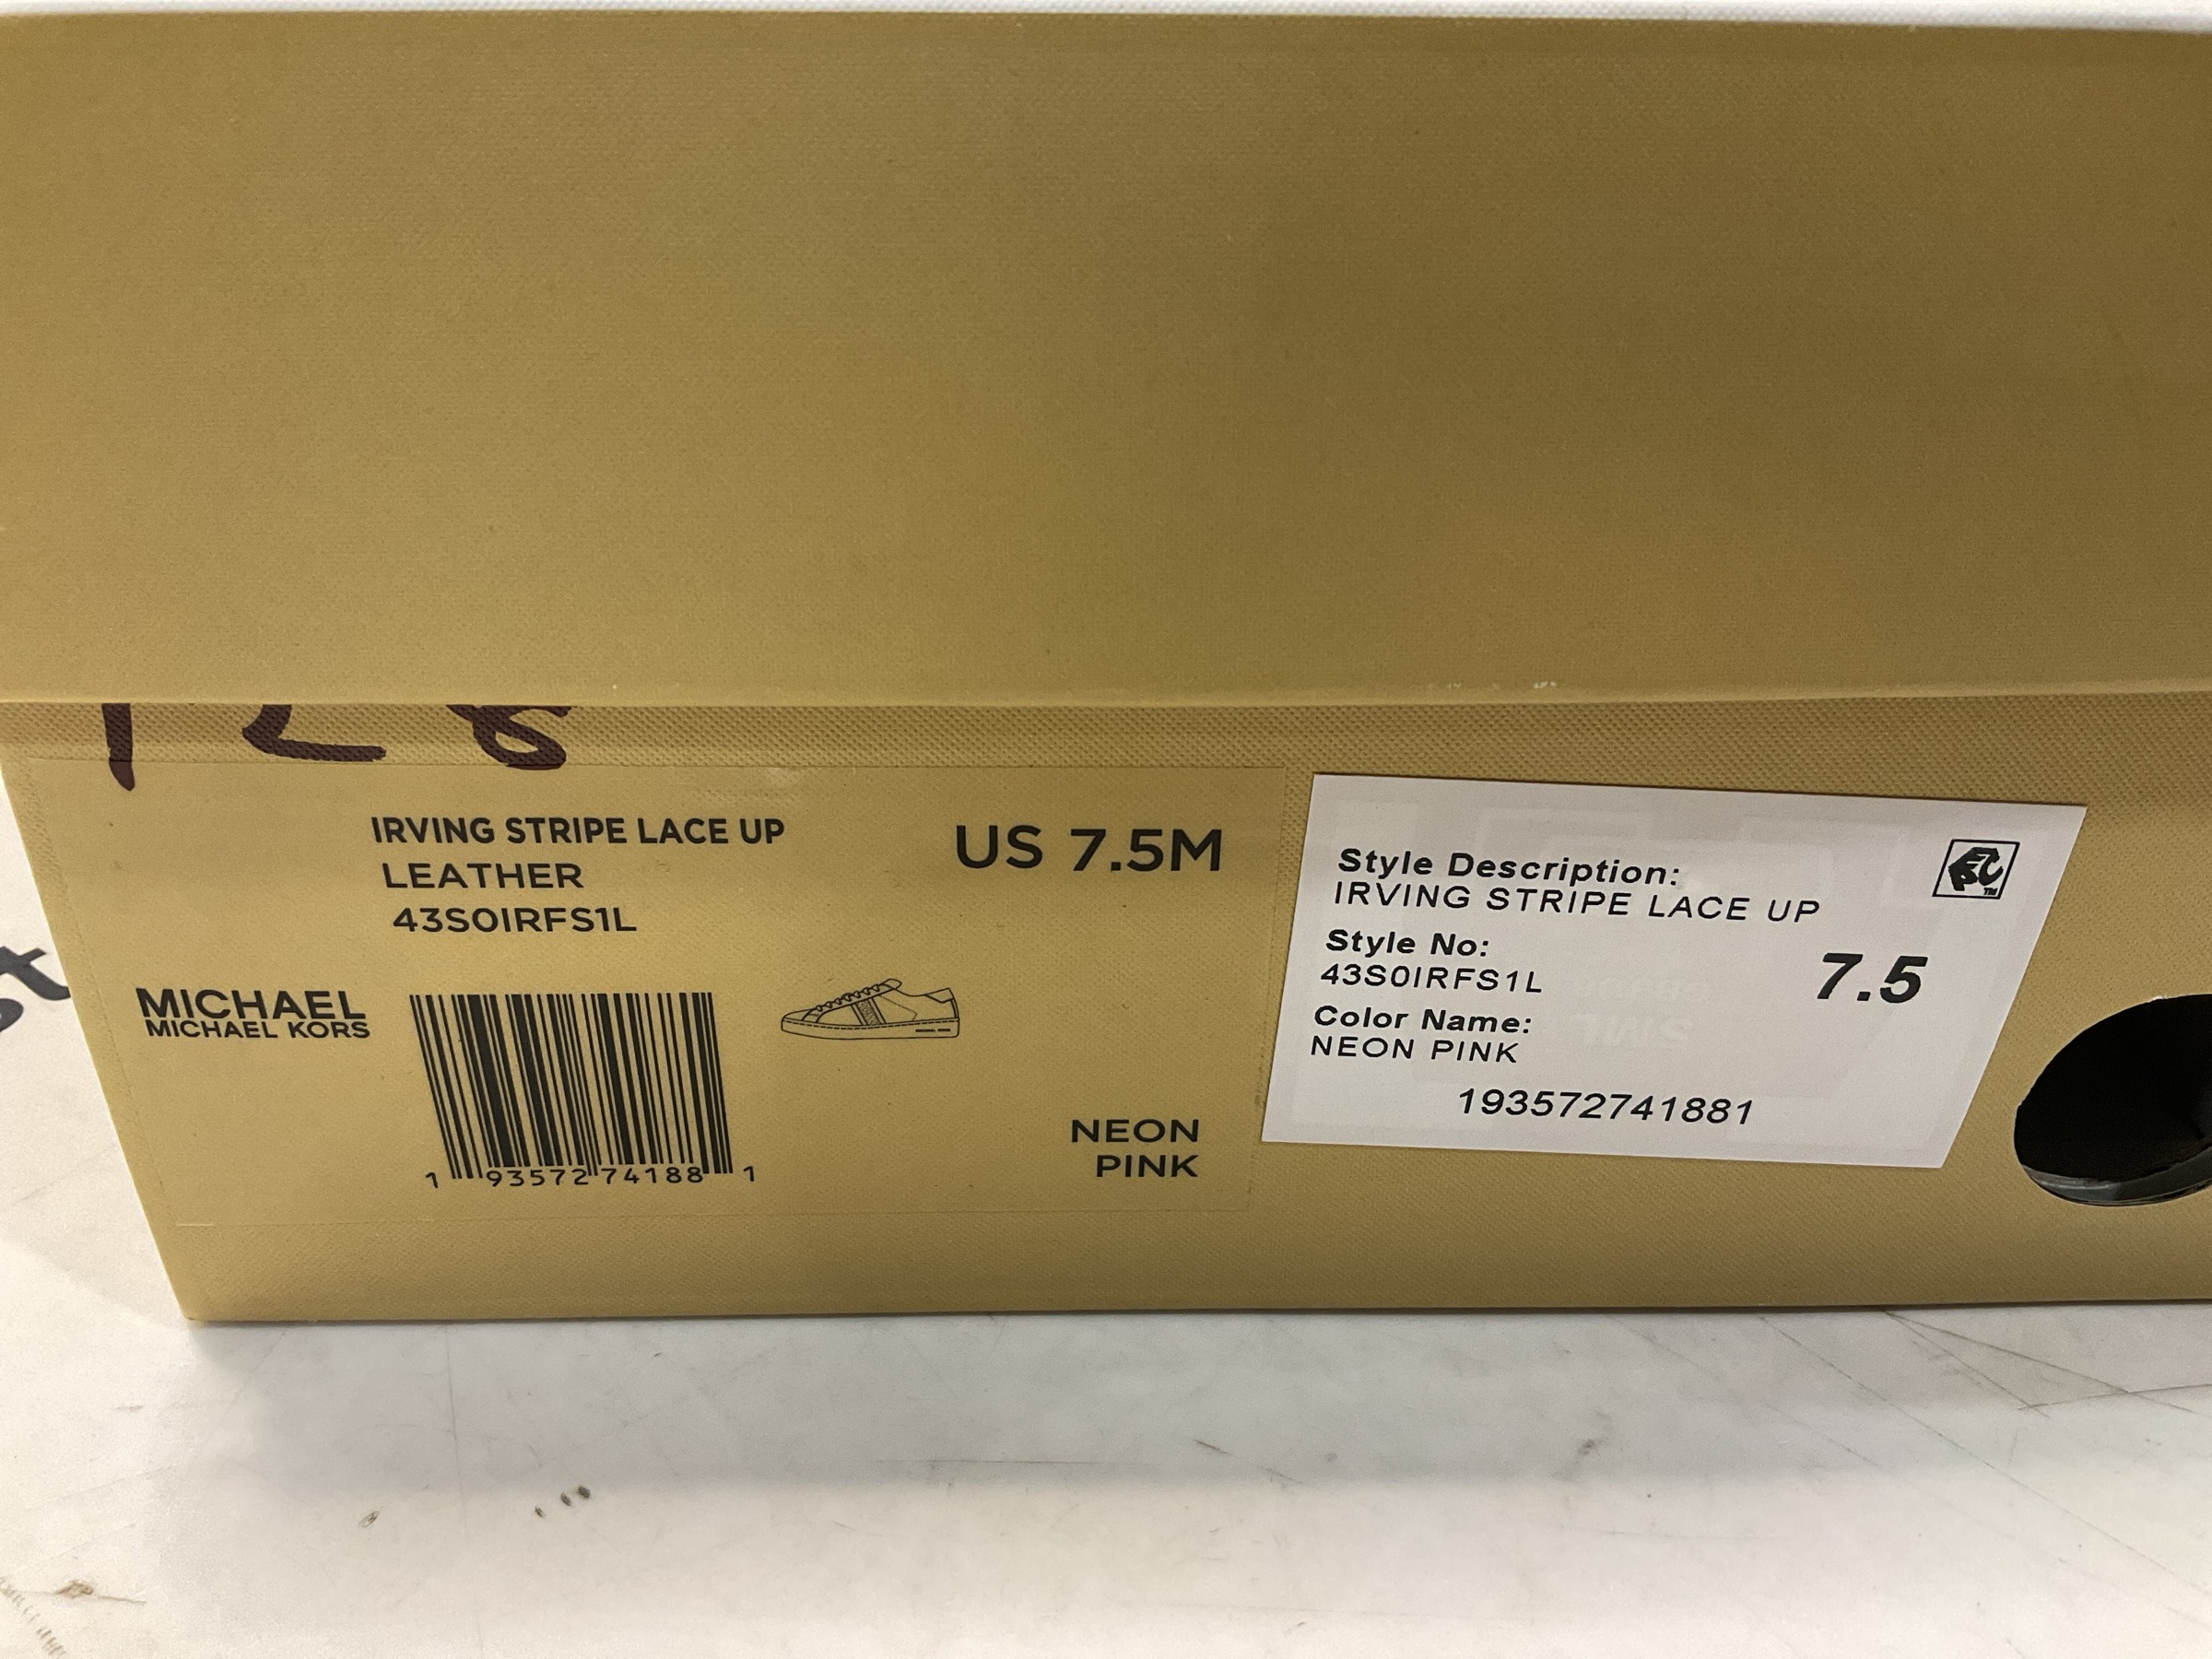 IRVING STRIPE LACE UP
LEATHER
43S0IRFS1L
US 7.5M
MICHAEL
MICHAEL KORS
1 93572 74188 1
NEON
PINK
Style Description:
IRVING STRIPE LACE UP
Style No:
43S0IRFS1L
7.5
Color Name:
NEON PINK
193572741881